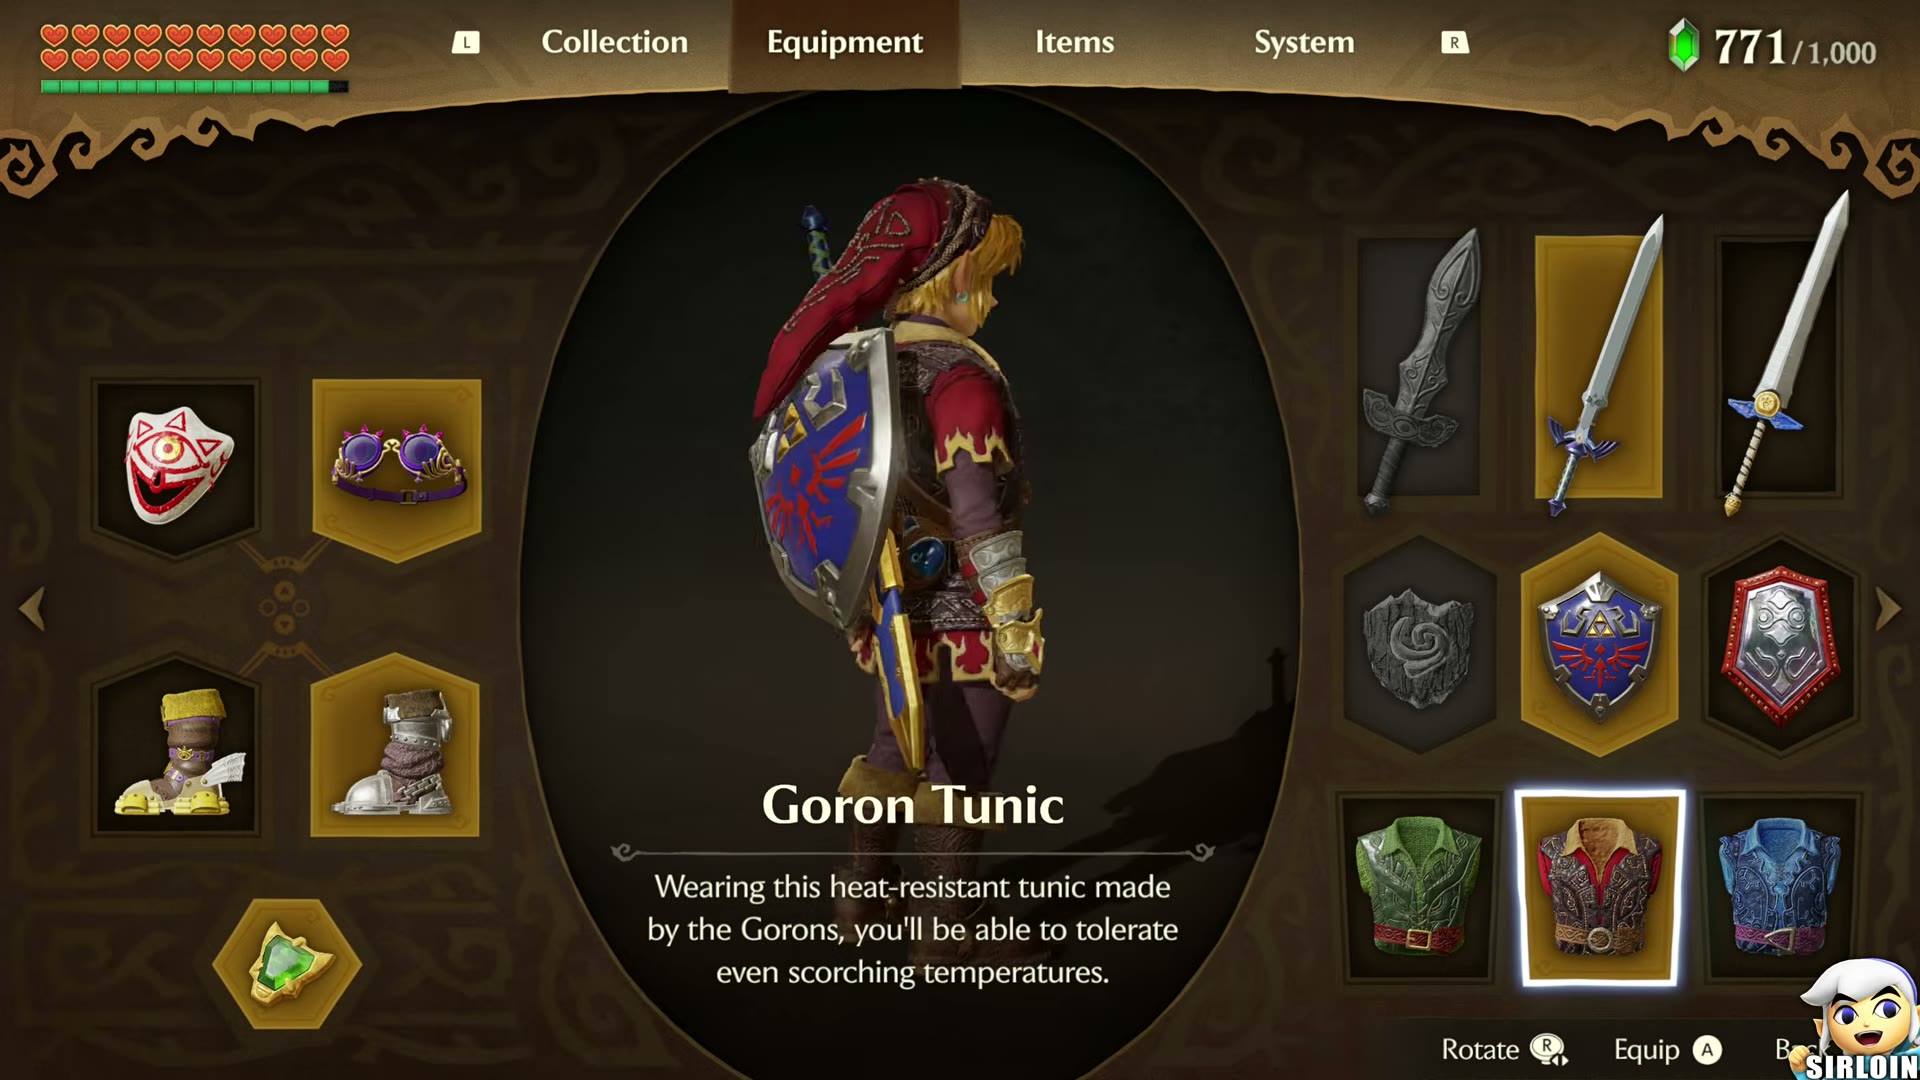 L Collection Equipment Items System R 771/1,000
Goron Tunic
Wearing this heat-resistant tunic made
by the Gorons, you'll be able to tolerate
even scorching temperatures.
Rotate R Equip A
SIRLOIN